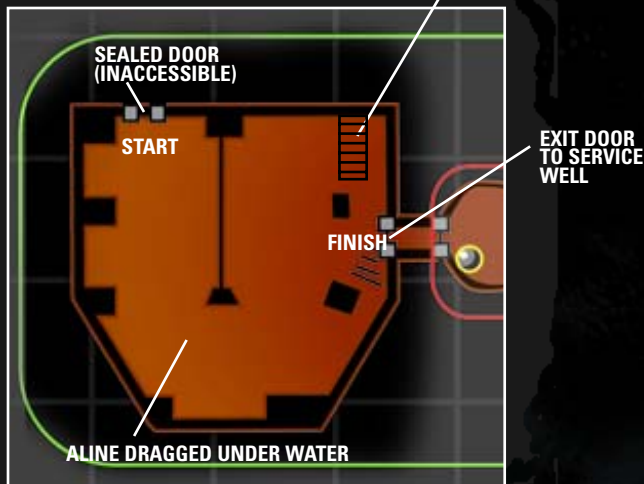 SEALED DOOR
(INACCESSIBLE)
START
EXIT DOOR
TO SERVICE
WELL
FINISH
ALINE DRAGGED UNDER WATER